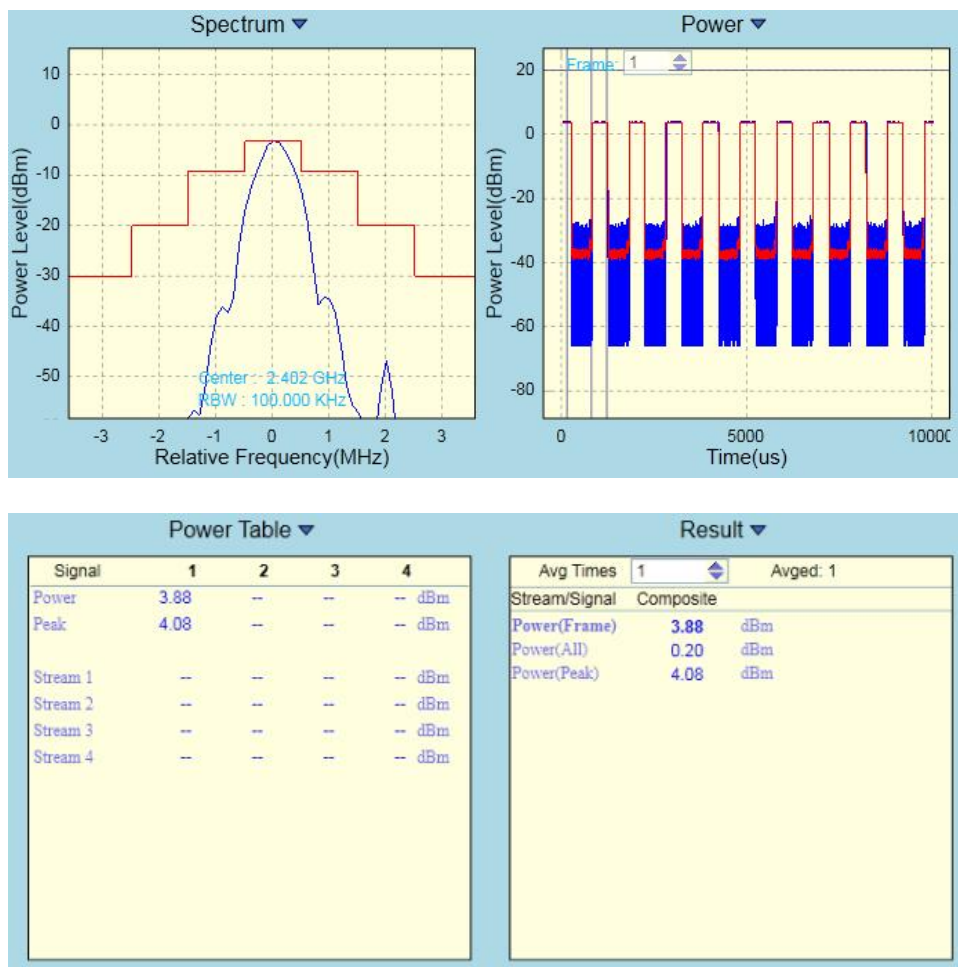 Spectrum
Power
10
0
-10
-20
-30
-40
-50
Power Level(dBm)
Center : 2.402 GHz
RBW : 100.000 KHz
-3 -2 -1 0 1 2 3
Relative Frequency(MHz)
Frame: 1
20
0
-20
-40
-60
-80
Power Level(dBm)
0 5000 10000
Time(us)
Power Table
Signal 1 2 3 4
Power 3.88 -- -- -- dBm
Peak 4.08 -- -- -- dBm
Stream 1 -- -- -- -- dBm
Stream 2 -- -- -- -- dBm
Stream 3 -- -- -- -- dBm
Stream 4 -- -- -- -- dBm
Result
Avg Times 1 Avged: 1
Stream/Signal Composite
Power(Frame) 3.88 dBm
Power(All) 0.20 dBm
Power(Peak) 4.08 dBm